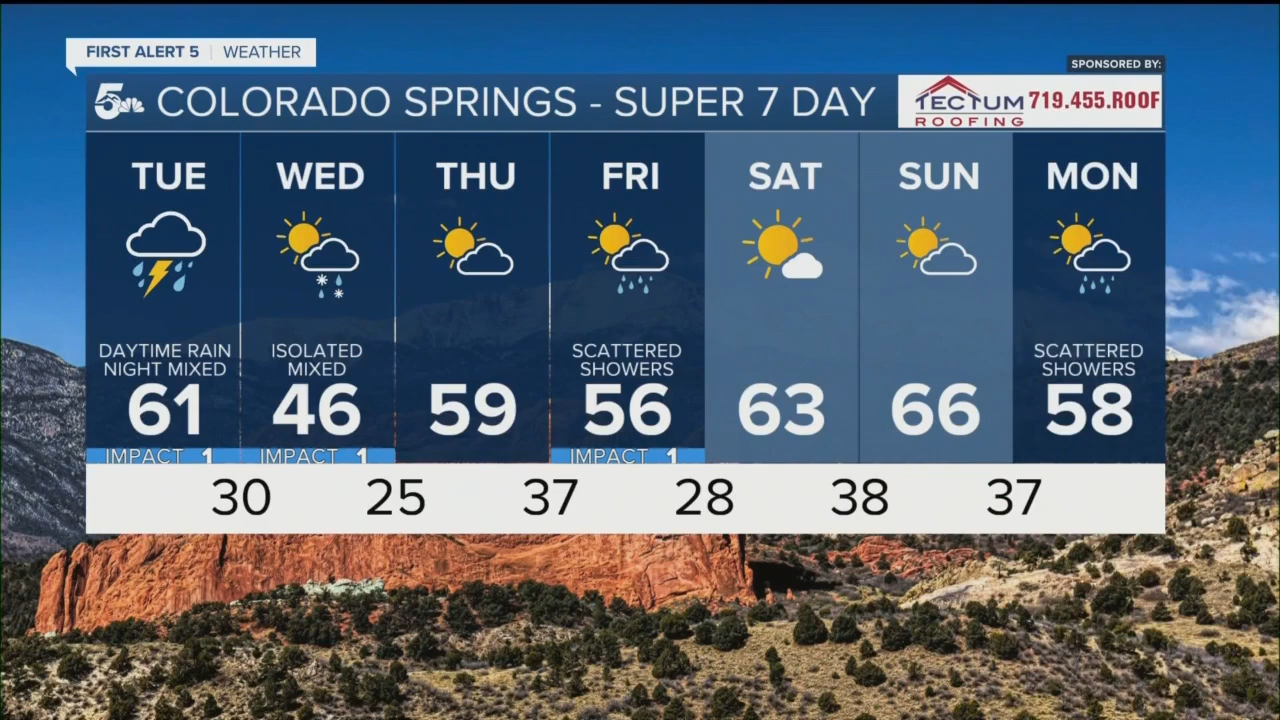 FIRST ALERT 5 | WEATHER
SPONSORED BY:
5 COLORADO SPRINGS - SUPER 7 DAY
TECTUM 719.455.ROOF
ROOFING
TUE WED THU FRI SAT SUN MON
DAYTIME RAIN ISOLATED SCATTERED SCATTERED
NIGHT MIXED MIXED SHOWERS SHOWERS
61 46 59 56 63 66 58
IMPACT 1 IMPACT 1 IMPACT 1
30 25 37 28 38 37